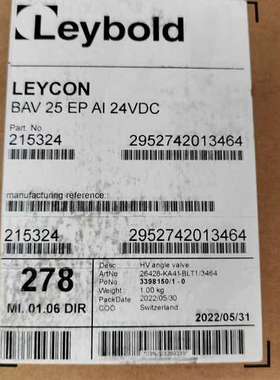 Leybold
LEYCON
BAV 25 EP AI 24VDC
Part. No
215324 2952742013464
manufacturing reference:
215324 2952742013464
278
MI. 01.06 DIR
Desc HV angle valve
ArtNo 26428-KA41-BLT1/3464
PoNo 3398150/1 - 0
Weight 1.00 kg
PackDate 2022/05/30
COO Switzerland
2022/05/31